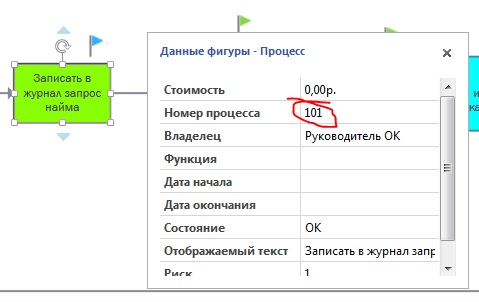 Записать в
журнал запрос
найма
Данные фигуры - Процесс
Стоимость 0,00р.
Номер процесса 101
Владелец Руководитель ОК
Функция
Дата начала
Дата окончания
Состояние ОК
Отображаемый текст Записать в журнал запр
Риск 1